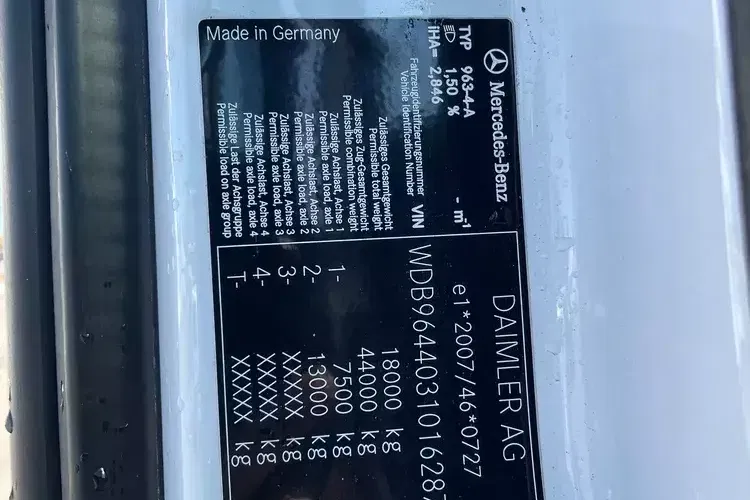 Mercedes-Benz
DAIMLER AG
TYP 963-4-A - m¹ e1*2007/46*0727
1,50 %
iHA= 2,846
Fahrzeugidentifizierungsnummer
Vehicle Identification Number VIN WDB9644031016287
Zulässiges Gesamtgewicht
Permissible total weight 18000 kg
Zulässiges Zug-Gesamtgewicht
Permissible combination weight 44000 kg
Zulässige Achslast, Achse 1
Permissible axle load, axle 1 1- 7500 kg
Zulässige Achslast, Achse 2
Permissible axle load, axle 2 2- 13000 kg
Zulässige Achslast, Achse 3
Permissible axle load, axle 3 3- XXXXX kg
Zulässige Achslast, Achse 4
Permissible axle load, axle 4 4- XXXXX kg
Zulässige Last der Achsgruppe
Permissible load on axle group T- XXXXX kg
Made in Germany